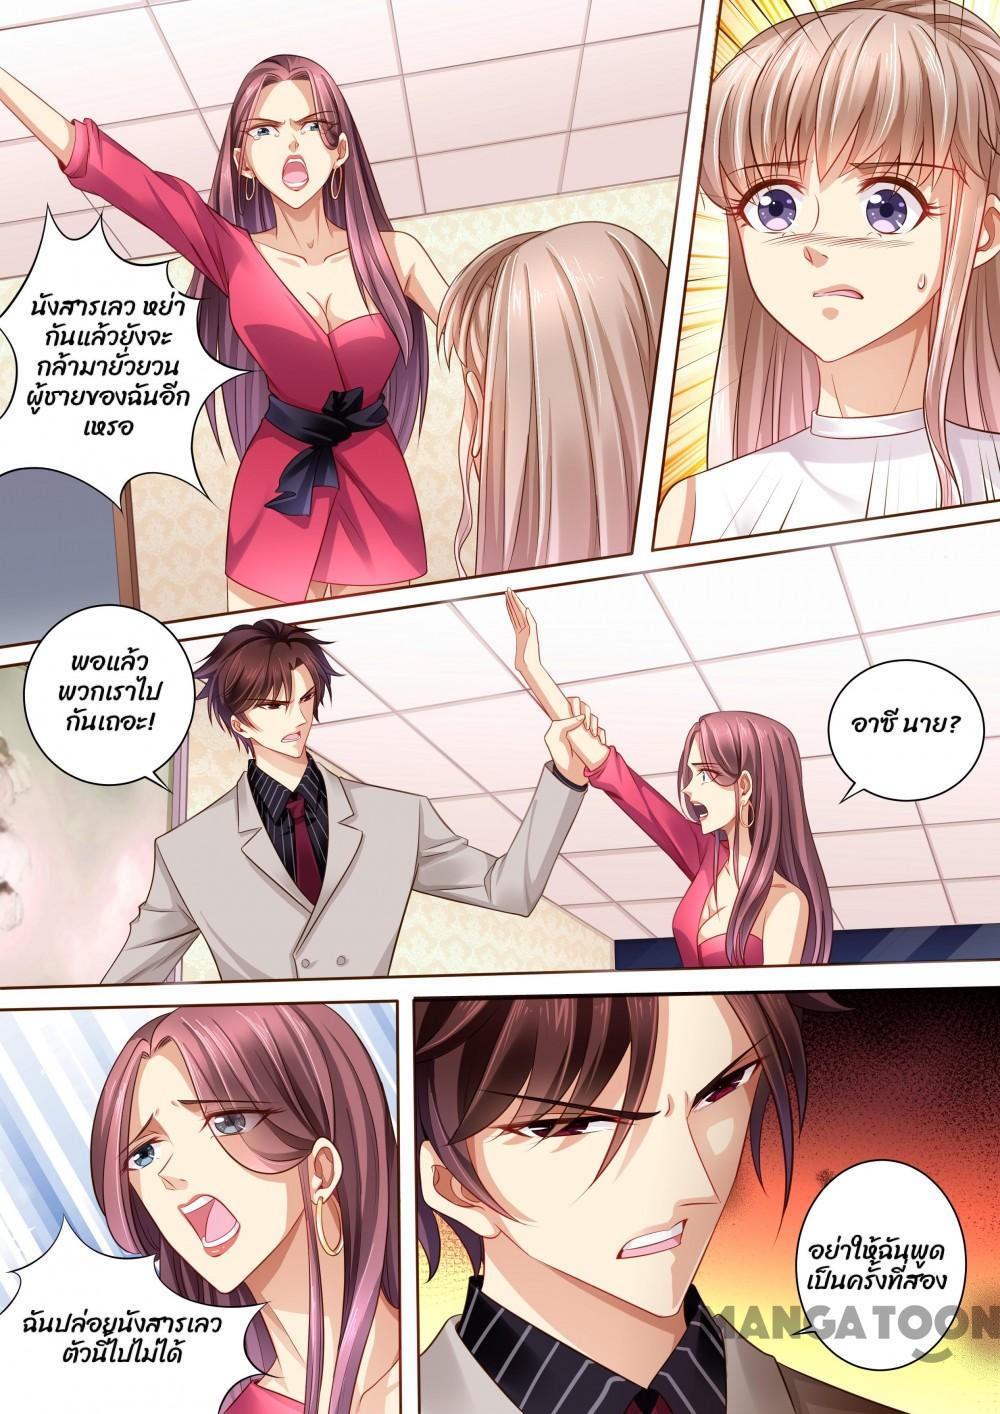 นังสารเลว หย่า
กันแล้วยังจะ
กล้ามายั่วยวน
ผู้ชายของฉันอีก
เหรอ
พอแล้ว
พวกเราไป
กันเถอะ!
อาซี นาย?
ฉันปล่อยนังสารเลว
ตัวนี้ไปไม่ได้
อย่าให้ฉันพูด
เป็นครั้งที่สอง
MANGATOON